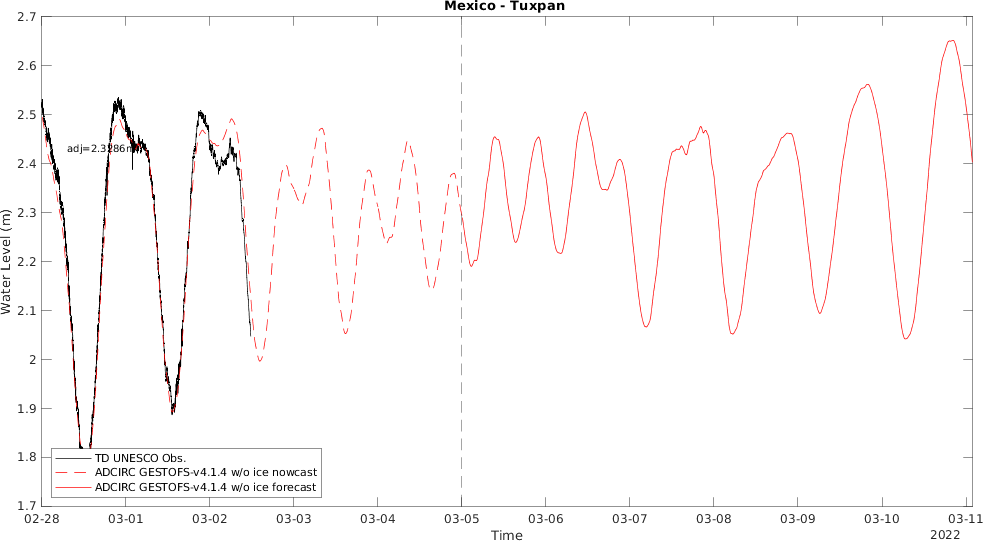 Mexico - Tuxpan
2.7
2.6
2.5
2.4
2.3
2.2
2.1
2
1.9
1.8
1.7
Water Level (m)
adj=2.3286m
TD UNESCO Obs.
ADCIRC GESTOFS-v4.1.4 w/o ice nowcast
ADCIRC GESTOFS-v4.1.4 w/o ice forecast
02-28 03-01 03-02 03-03 03-04 03-05 03-06 03-07 03-08 03-09 03-10 03-11
Time
2022